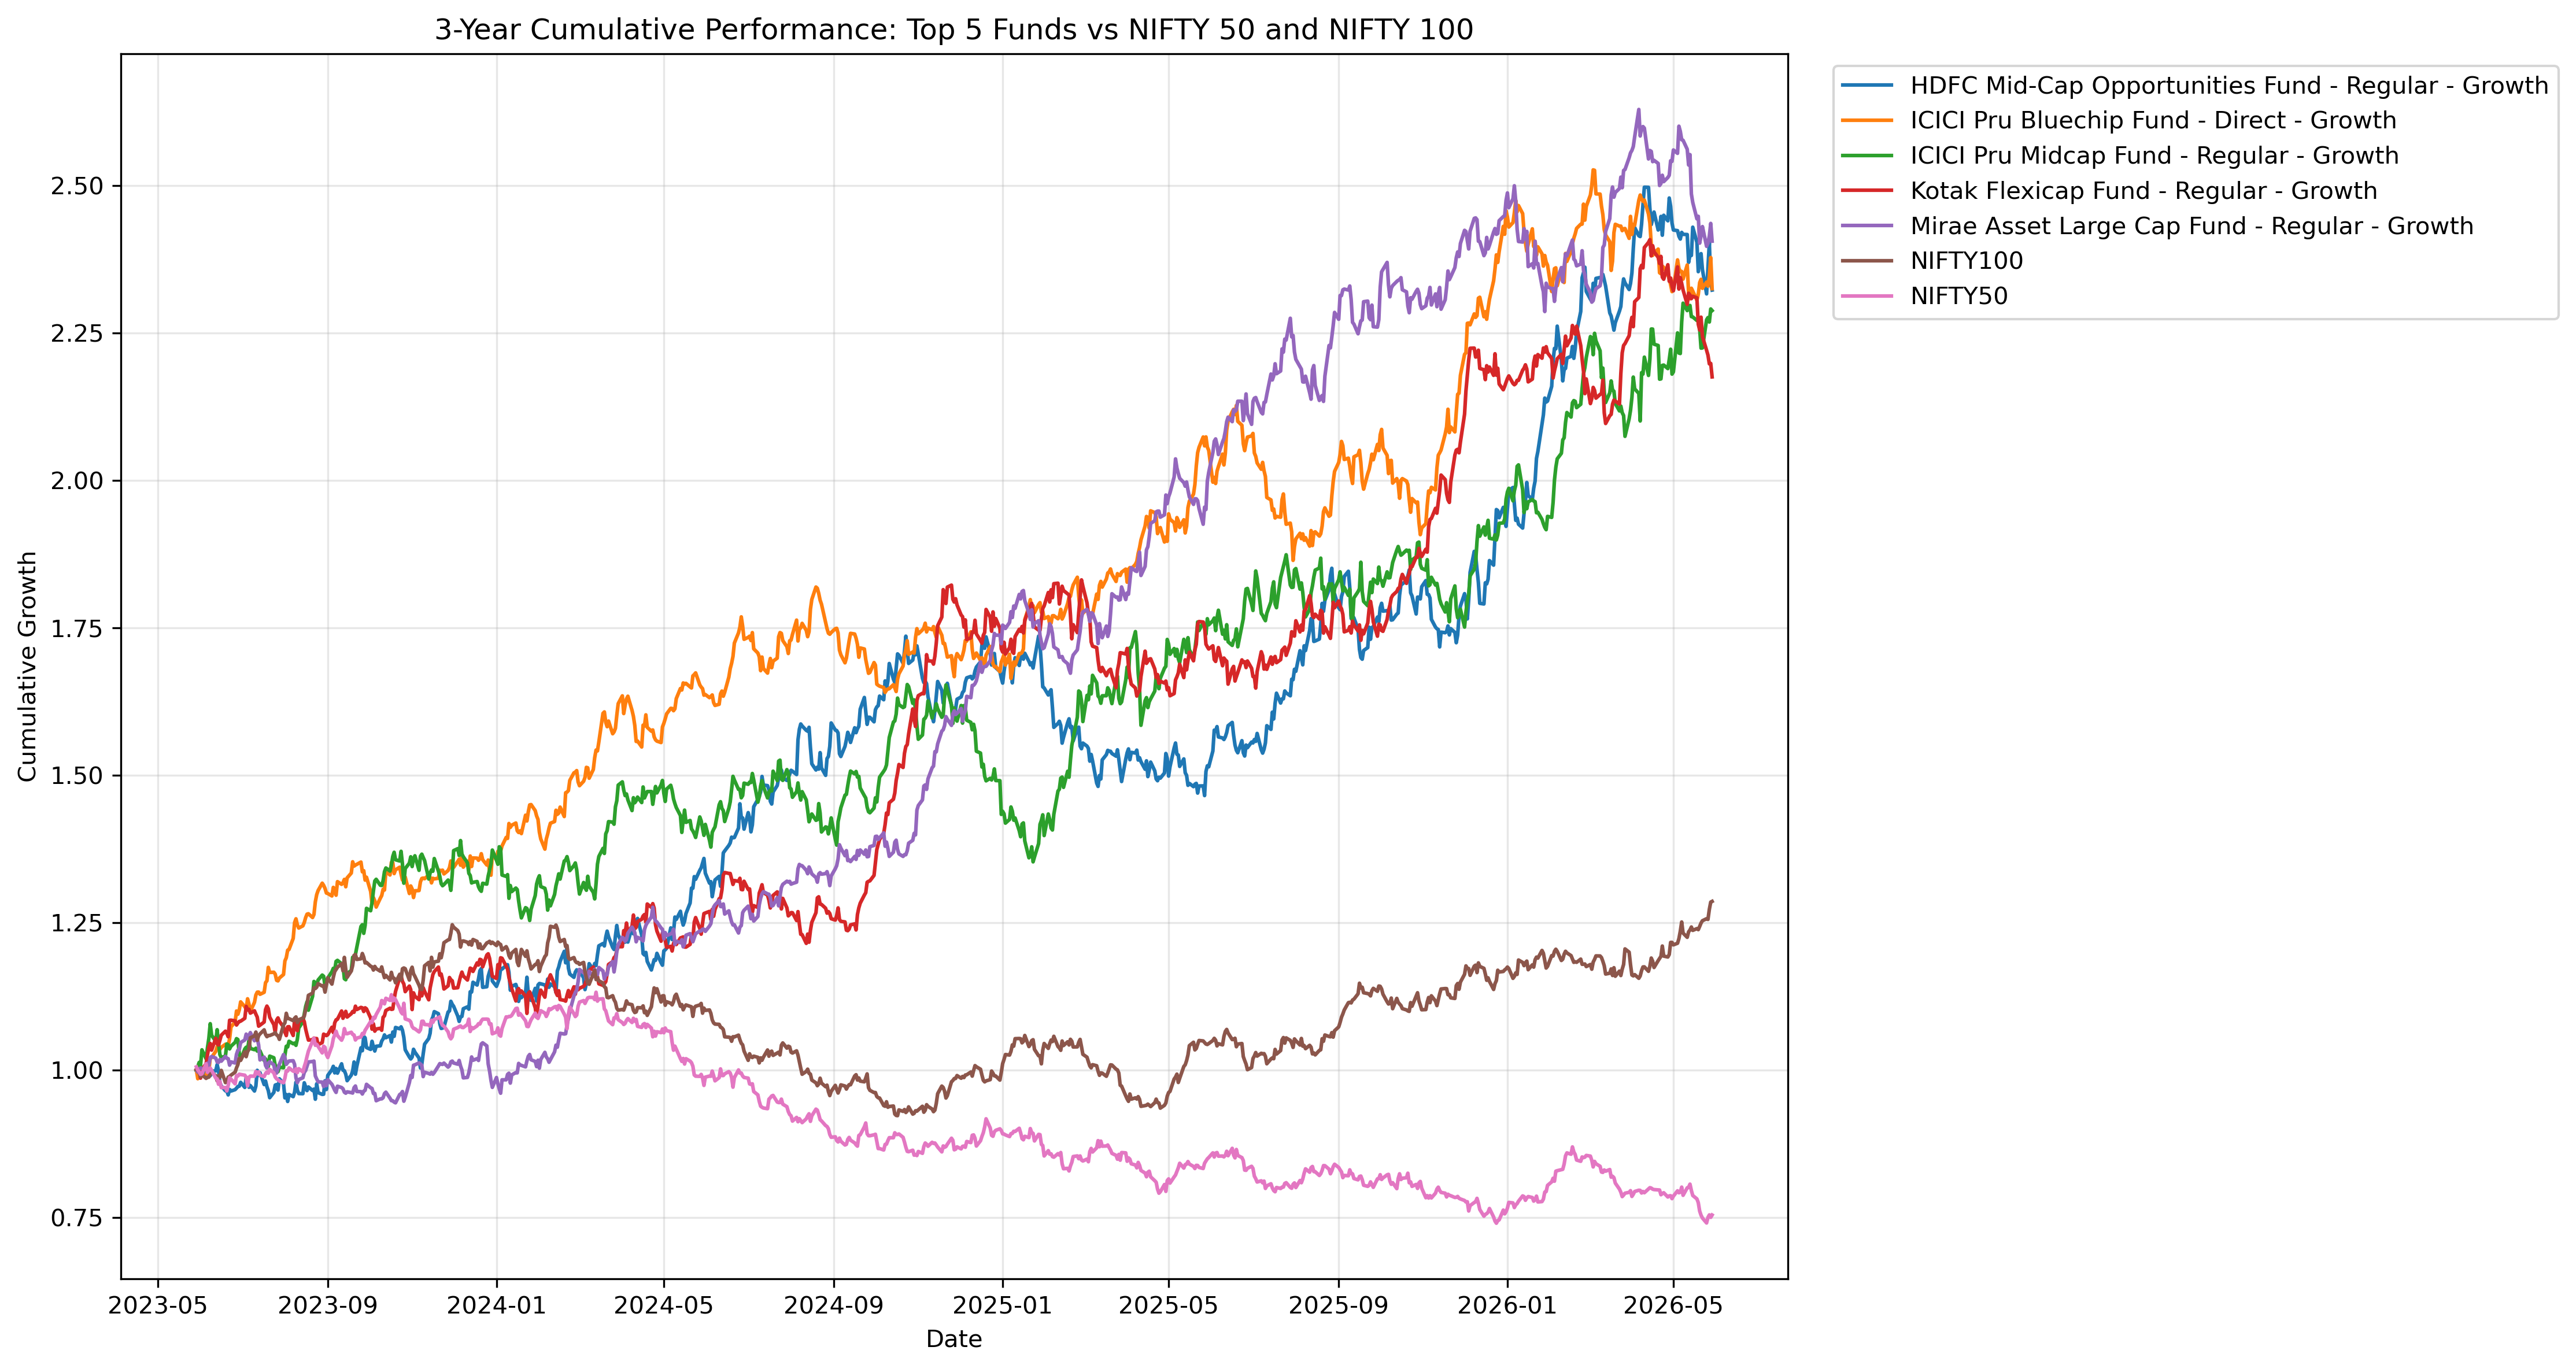 3-Year Cumulative Performance: Top 5 Funds vs NIFTY 50 and NIFTY 100
HDFC Mid-Cap Opportunities Fund - Regular - Growth
ICICI Pru Bluechip Fund - Direct - Growth
ICICI Pru Midcap Fund - Regular - Growth
Kotak Flexicap Fund - Regular - Growth
Mirae Asset Large Cap Fund - Regular - Growth
NIFTY100
NIFTY50
Cumulative Growth
2.50
2.25
2.00
1.75
1.50
1.25
1.00
0.75
2023-05 2023-09 2024-01 2024-05 2024-09 2025-01 2025-05 2025-09 2026-01 2026-05
Date